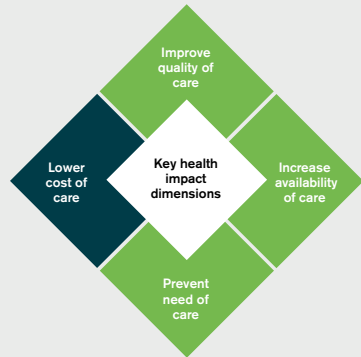 Improve
quality of
care
Lower
cost of
care
Key health
impact
dimensions
Increase
availability
of care
Prevent
need of
care